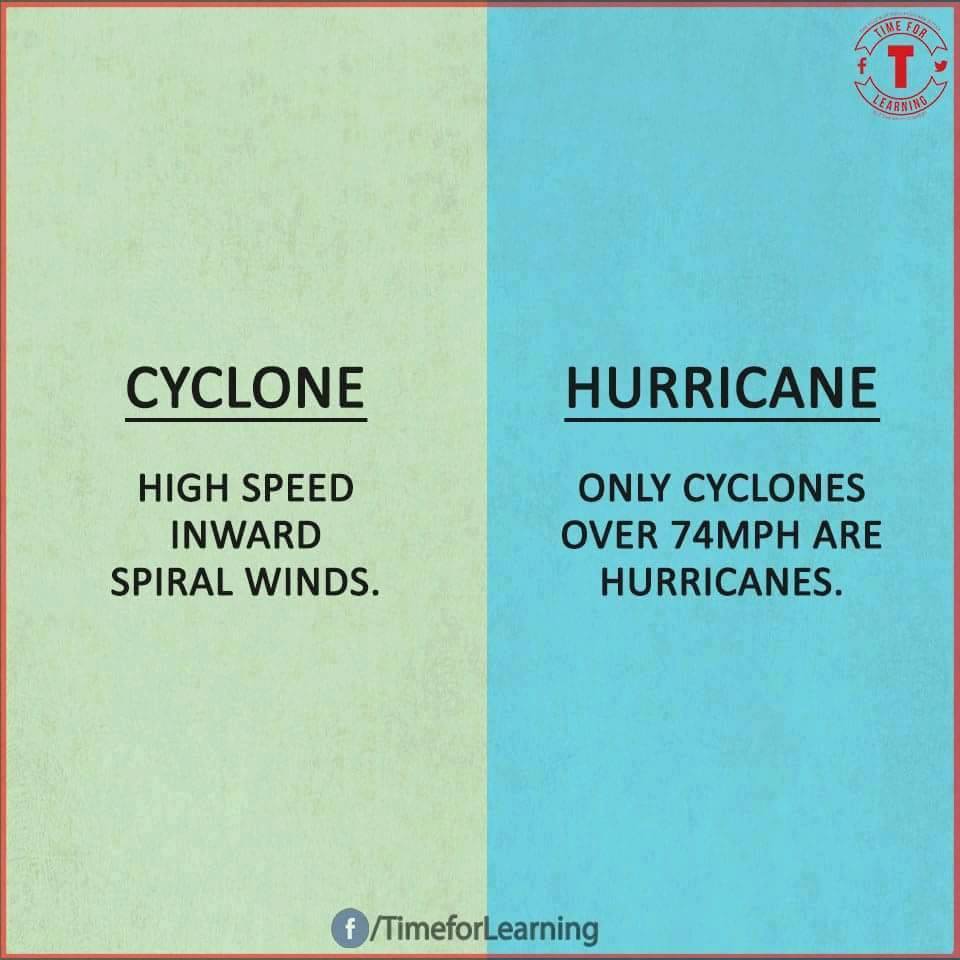 TIME FOR
f T
LEARNING
CYCLONE
HIGH SPEED
INWARD
SPIRAL WINDS.
HURRICANE
ONLY CYCLONES
OVER 74MPH ARE
HURRICANES.
f /TimeforLearning